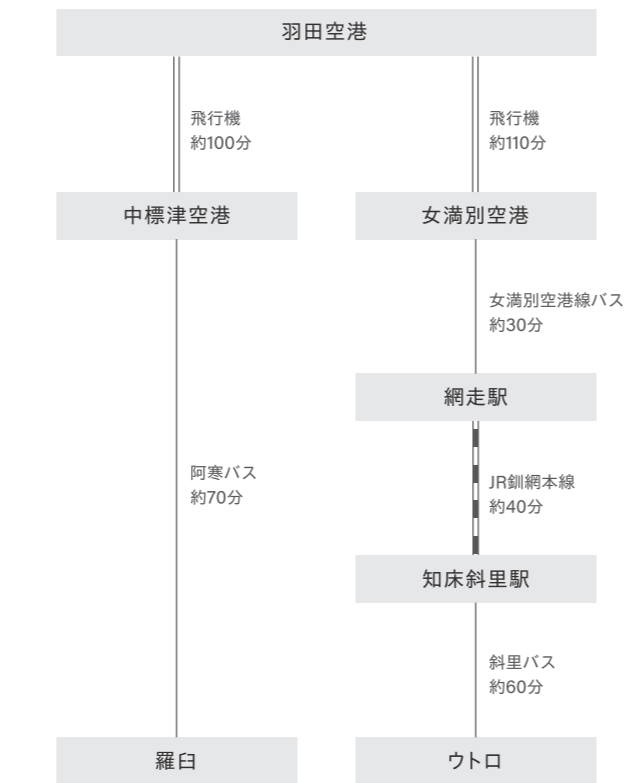 羽田空港
飛行機
約100分
飛行機
約110分
中標津空港
女満別空港
女満別空港線バス
約30分
網走駅
阿寒バス
約70分
JR釧網本線
約40分
知床斜里駅
斜里バス
約60分
羅臼
ウトロ